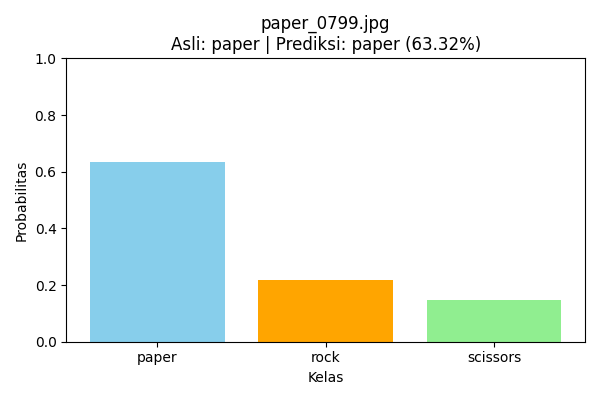 paper_0799.jpg
Asli: paper | Prediksi: paper (63.32%)
1.0
0.8
0.6
0.4
0.2
0.0
Probabilitas
paper
rock
scissors
Kelas